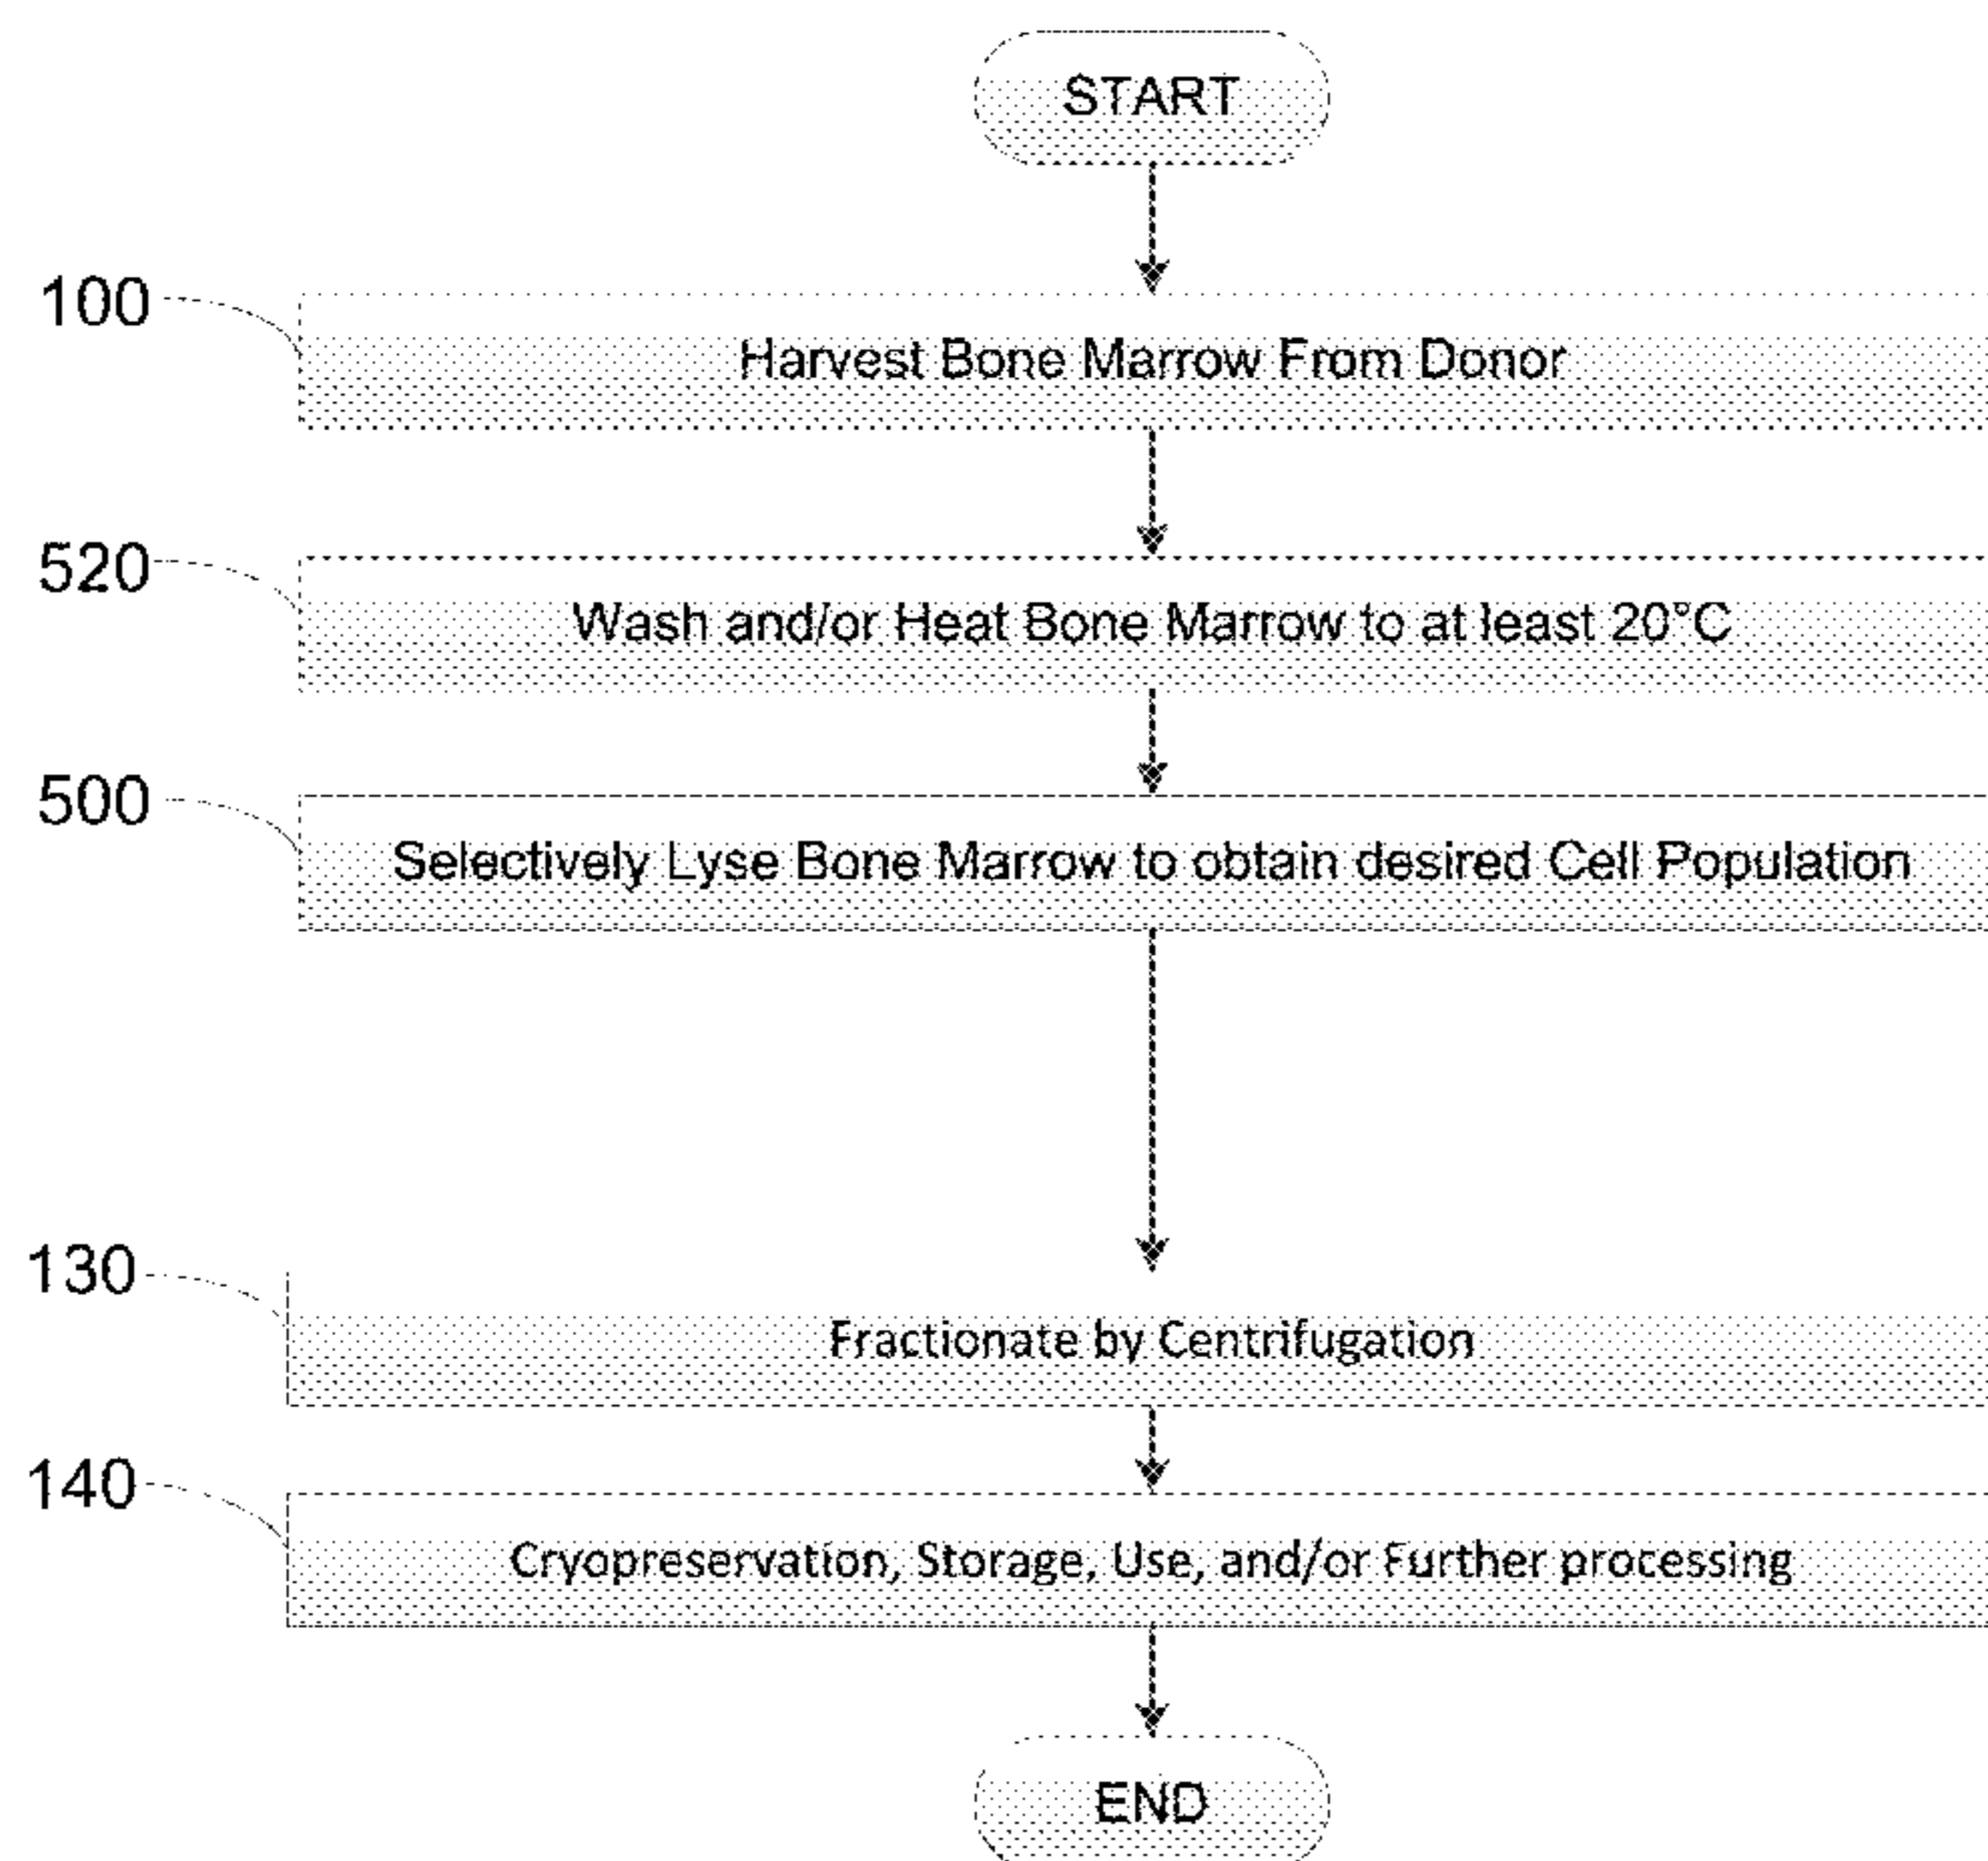 START
100
Harvest Bone Marrow From Donor
520
Wash and/or Heat Bone Marrow to at least 20°C
500
Selectively Lyse Bone Marrow to obtain desired Cell Population
130
Fractionate by Centrifugation
140
Cryopreservation, Storage, Use, and/or Further processing
END